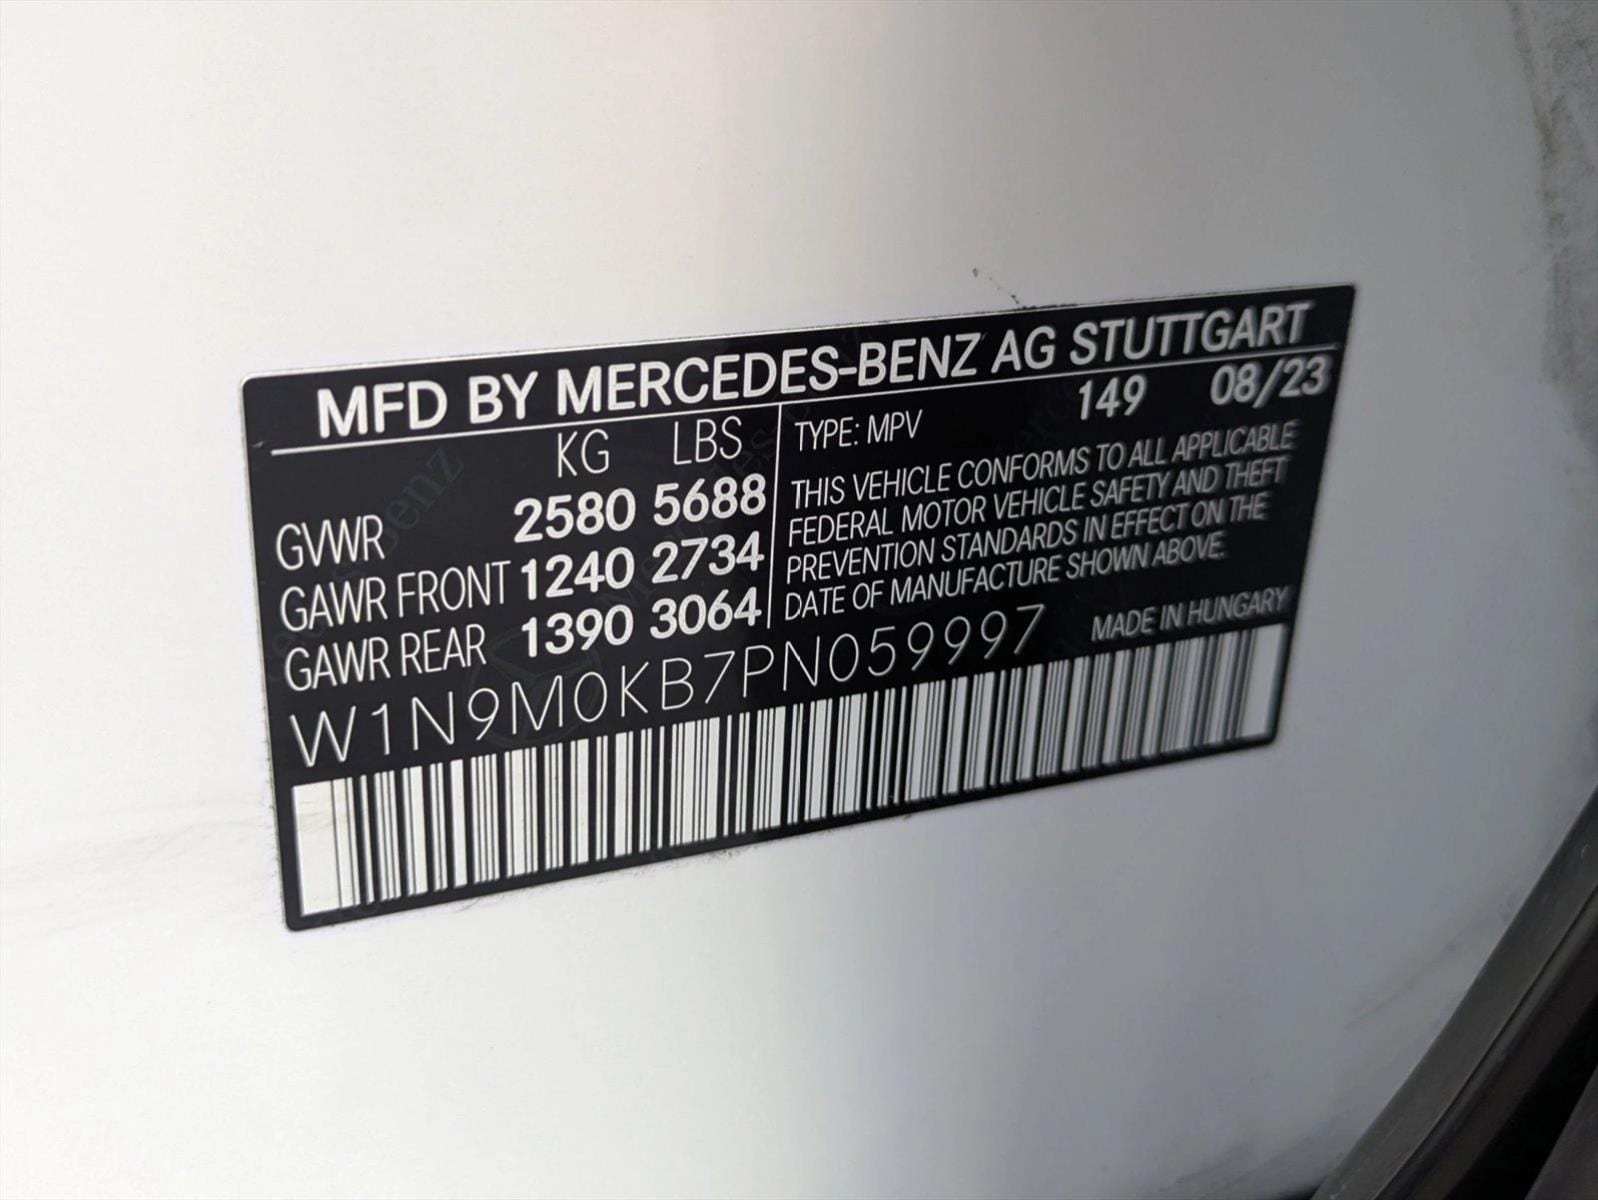 MFD BY MERCEDES-BENZ AG STUTTGART
KG LBS
GVWR 2580 5688
GAWR FRONT 1240 2734
GAWR REAR 1390 3064
TYPE: MPV 149 08/23
THIS VEHICLE CONFORMS TO ALL APPLICABLE
FEDERAL MOTOR VEHICLE SAFETY AND THEFT
PREVENTION STANDARDS IN EFFECT ON THE
DATE OF MANUFACTURE SHOWN ABOVE.
W1N9M0KB7PN059997 MADE IN HUNGARY